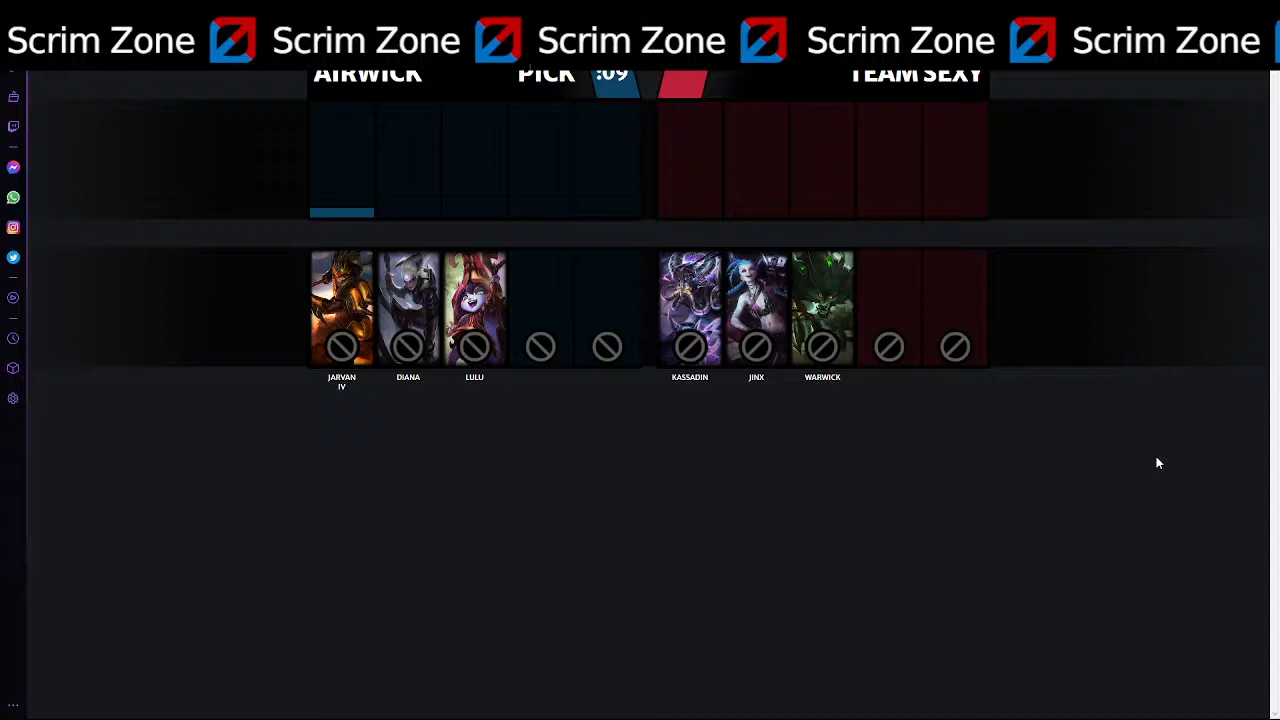 Scrim Zone Scrim Zone Scrim Zone Scrim Zone Scrim Zone
AIRWICK PICK :09 TEAM SEXY
JARVAN IV DIANA LULU KASSADIN JINX WARWICK